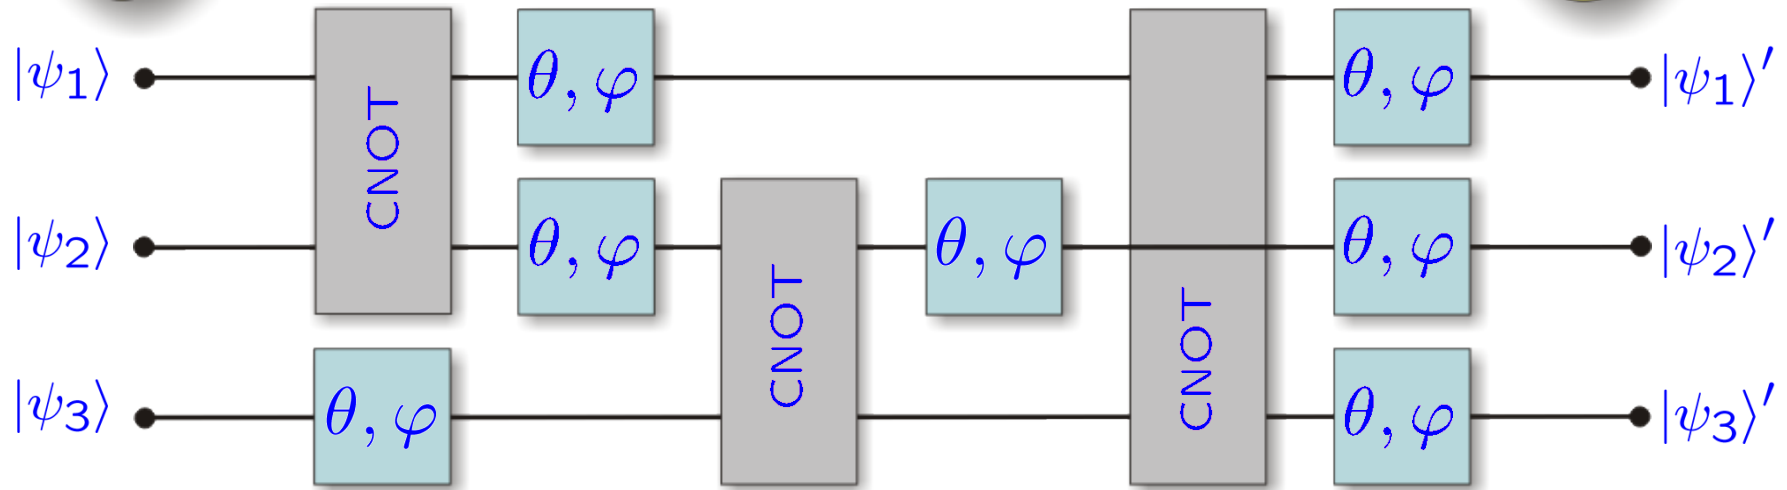 |ψ₁⟩ CNOT θ, φ θ, φ |ψ₁⟩′
|ψ₂⟩ θ, φ CNOT θ, φ CNOT θ, φ |ψ₂⟩′
|ψ₃⟩ θ, φ θ, φ |ψ₃⟩′